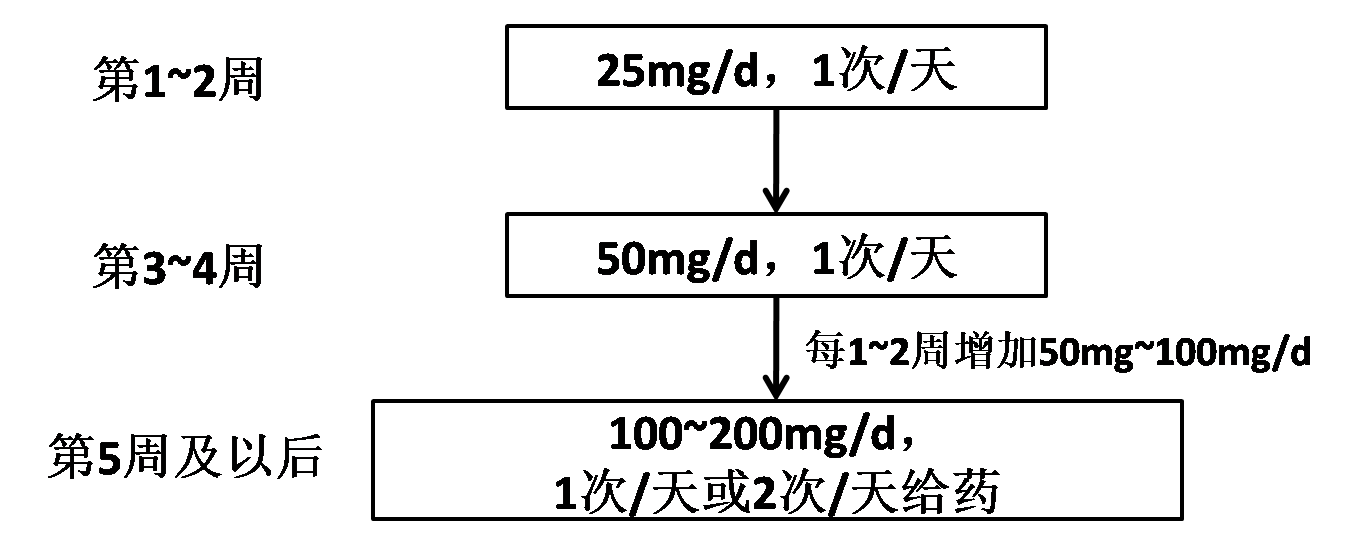 第1~2周
25mg/d，1次/天
第3~4周
50mg/d，1次/天
每1~2周增加50mg~100mg/d
第5周及以后
100~200mg/d，
1次/天或2次/天给药